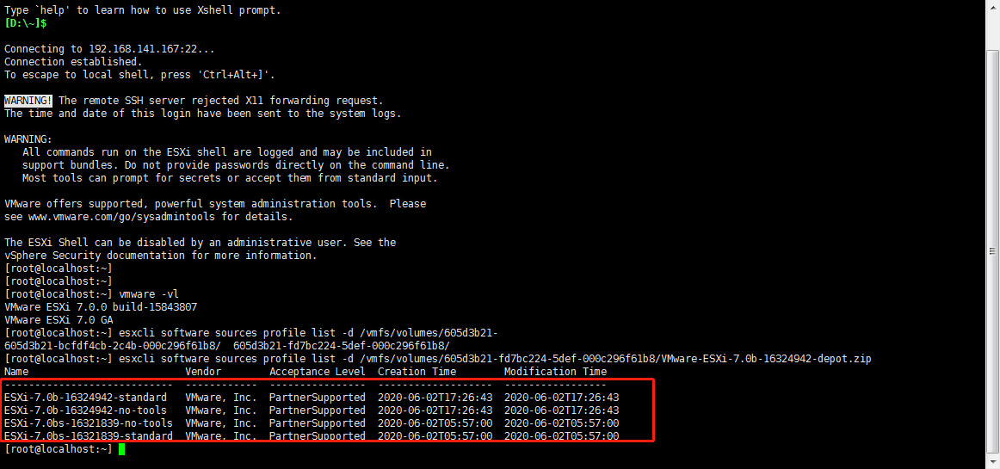 Type `help' to learn how to use Xshell prompt.
[D:\~]$
Connecting to 192.168.141.167:22...
Connection established.
To escape to local shell, press 'Ctrl+Alt+]'.
WARNING! The remote SSH server rejected X11 forwarding request.
The time and date of this login have been sent to the system logs.
WARNING:
   All commands run on the ESXi shell are logged and may be included in
   support bundles. Do not provide passwords directly on the command line.
   Most tools can prompt for secrets or accept them from standard input.
VMware offers supported, powerful system administration tools.  Please
see www.vmware.com/go/sysadmintools for details.
The ESXi Shell can be disabled by an administrative user. See the
vSphere Security documentation for more information.
[root@localhost:~]
[root@localhost:~]
[root@localhost:~] vmware -vl
VMware ESXi 7.0.0 build-15843807
VMware ESXi 7.0 GA
[root@localhost:~] esxcli software sources profile list -d /vmfs/volumes/605d3b21-
605d3b21-bcfdf4cb-2c4b-000c296f61b8/  605d3b21-fd7bc224-5def-000c296f61b8/
[root@localhost:~] esxcli software sources profile list -d /vmfs/volumes/605d3b21-fd7bc224-5def-000c296f61b8/VMware-ESXi-7.0b-16324942-depot.zip
Name                          Vendor        Acceptance Level  Creation Time        Modification Time
----------------------------  ------------  ----------------  -------------------  -------------------
ESXi-7.0b-16324942-standard   VMware, Inc.  PartnerSupported  2020-06-02T17:26:43  2020-06-02T17:26:43
ESXi-7.0b-16324942-no-tools   VMware, Inc.  PartnerSupported  2020-06-02T17:26:43  2020-06-02T17:26:43
ESXi-7.0bs-16321839-no-tools  VMware, Inc.  PartnerSupported  2020-06-02T05:57:00  2020-06-02T05:57:00
ESXi-7.0bs-16321839-standard  VMware, Inc.  PartnerSupported  2020-06-02T05:57:00  2020-06-02T05:57:00
[root@localhost:~]